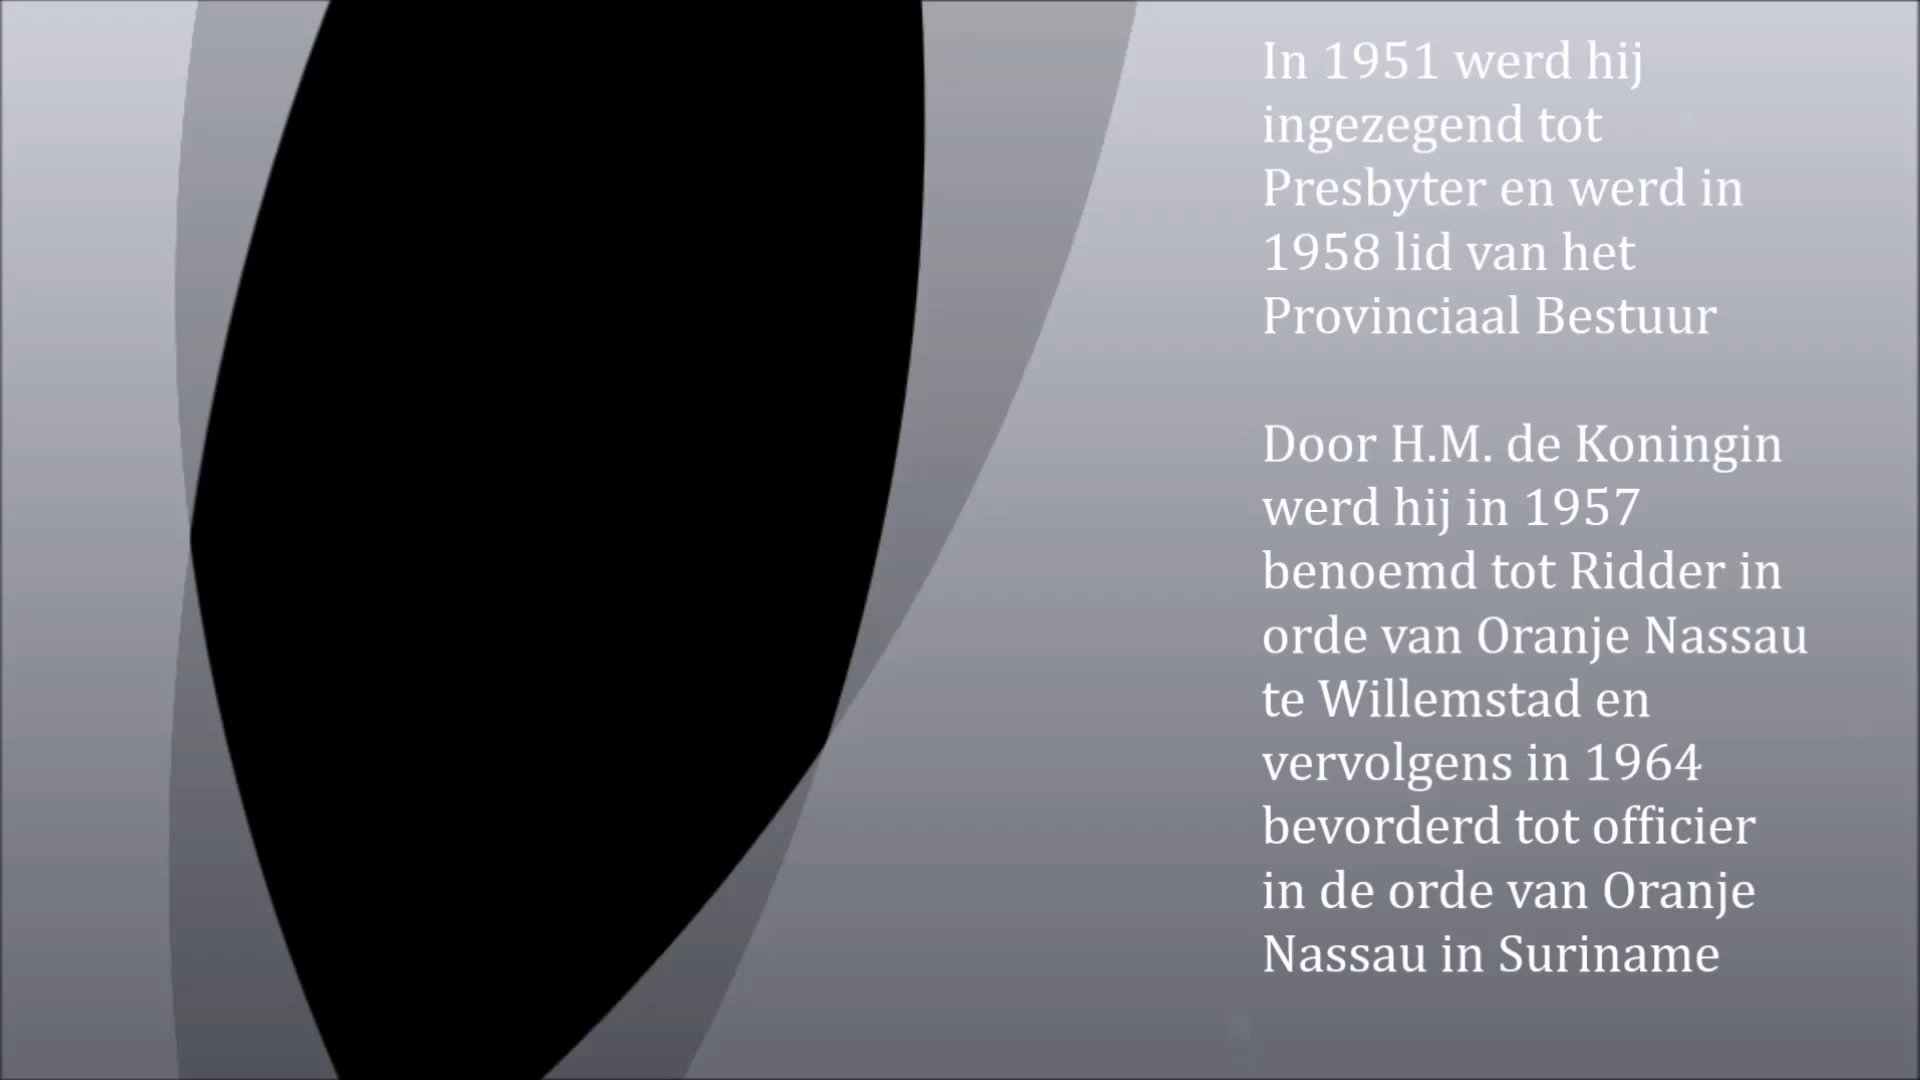 In 1951 werd hij
ingezegend tot
Presbyter en werd in
1958 lid van het
Provinciaal Bestuur
Door H.M. de Koningin
werd hij in 1957
benoemd tot Ridder in
orde van Oranje Nassau
te Willemstad en
vervolgens in 1964
bevorderd tot officier
in de orde van Oranje
Nassau in Suriname